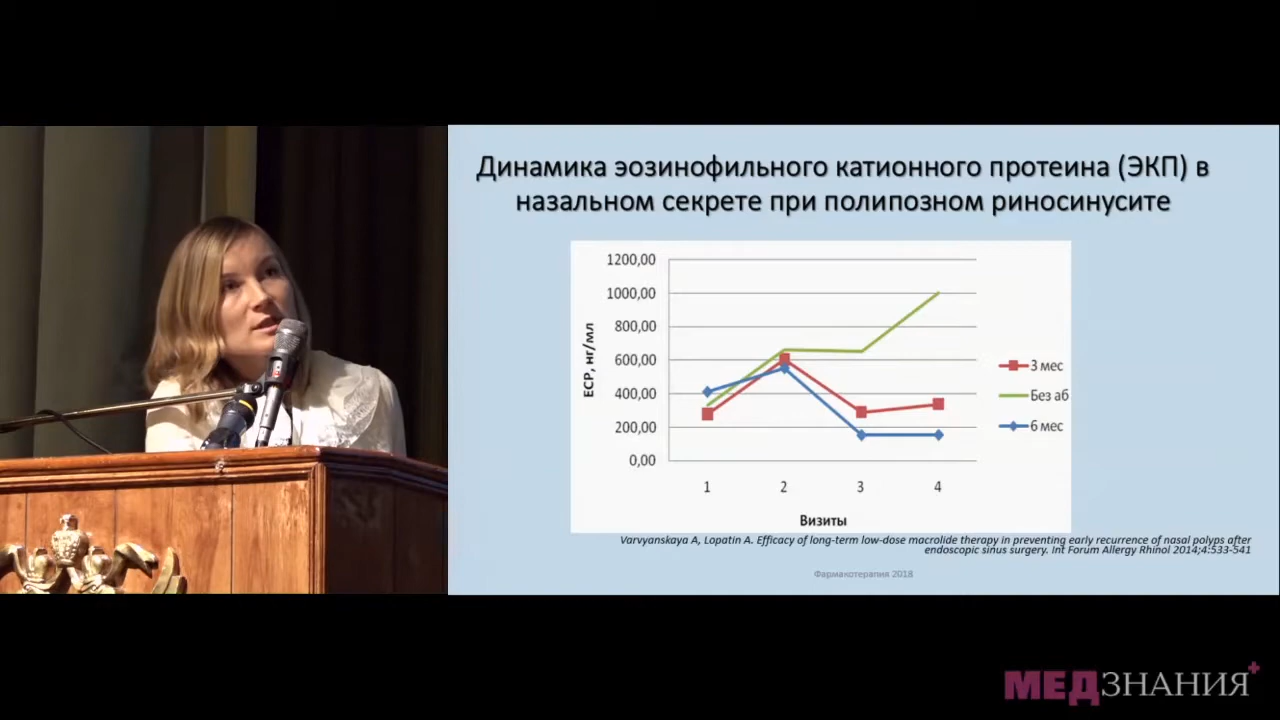 Динамика эозинофильного катионного протеина (ЭКП) в
назальном секрете при полипозном риносинусите
1200,00
1000,00
800,00
600,00
400,00
200,00
0,00
ECP, нг/мл
1 2 3 4
Визиты
3 мес
Без аб
6 мес
Varvyanskaya A, Lopatin A. Efficacy of long-term low-dose macrolide therapy in preventing early recurrence of nasal polyps after
endoscopic sinus surgery. Int Forum Allergy Rhinol 2014;4:533-541
Фармакотерапия 2018
МЕДЗНАНИЯ+